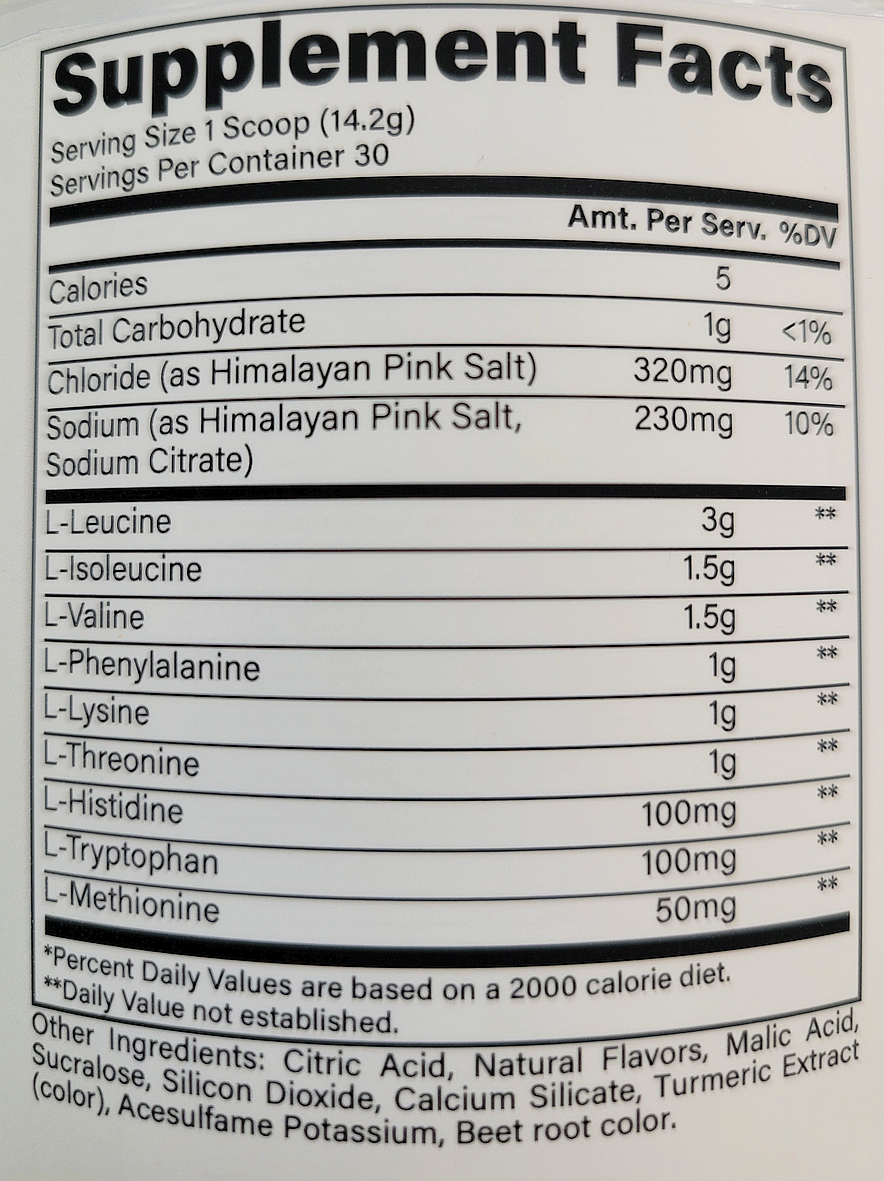 Supplement Facts
Serving Size 1 Scoop (14.2g)
Servings Per Container 30
Amt. Per Serv. %DV
Calories 5
Total Carbohydrate 1g <1%
Chloride (as Himalayan Pink Salt) 320mg 14%
Sodium (as Himalayan Pink Salt, 230mg 10%
Sodium Citrate)
L-Leucine 3g **
L-Isoleucine 1.5g **
L-Valine 1.5g **
L-Phenylalanine 1g **
L-Lysine 1g **
L-Threonine 1g **
L-Histidine 100mg **
L-Tryptophan 100mg **
L-Methionine 50mg **
*Percent Daily Values are based on a 2000 calorie diet.
**Daily Value not established.
Other Ingredients: Citric Acid, Natural Flavors, Malic Acid,
Sucralose, Silicon Dioxide, Calcium Silicate, Turmeric Extract
(color), Acesulfame Potassium, Beet root color.